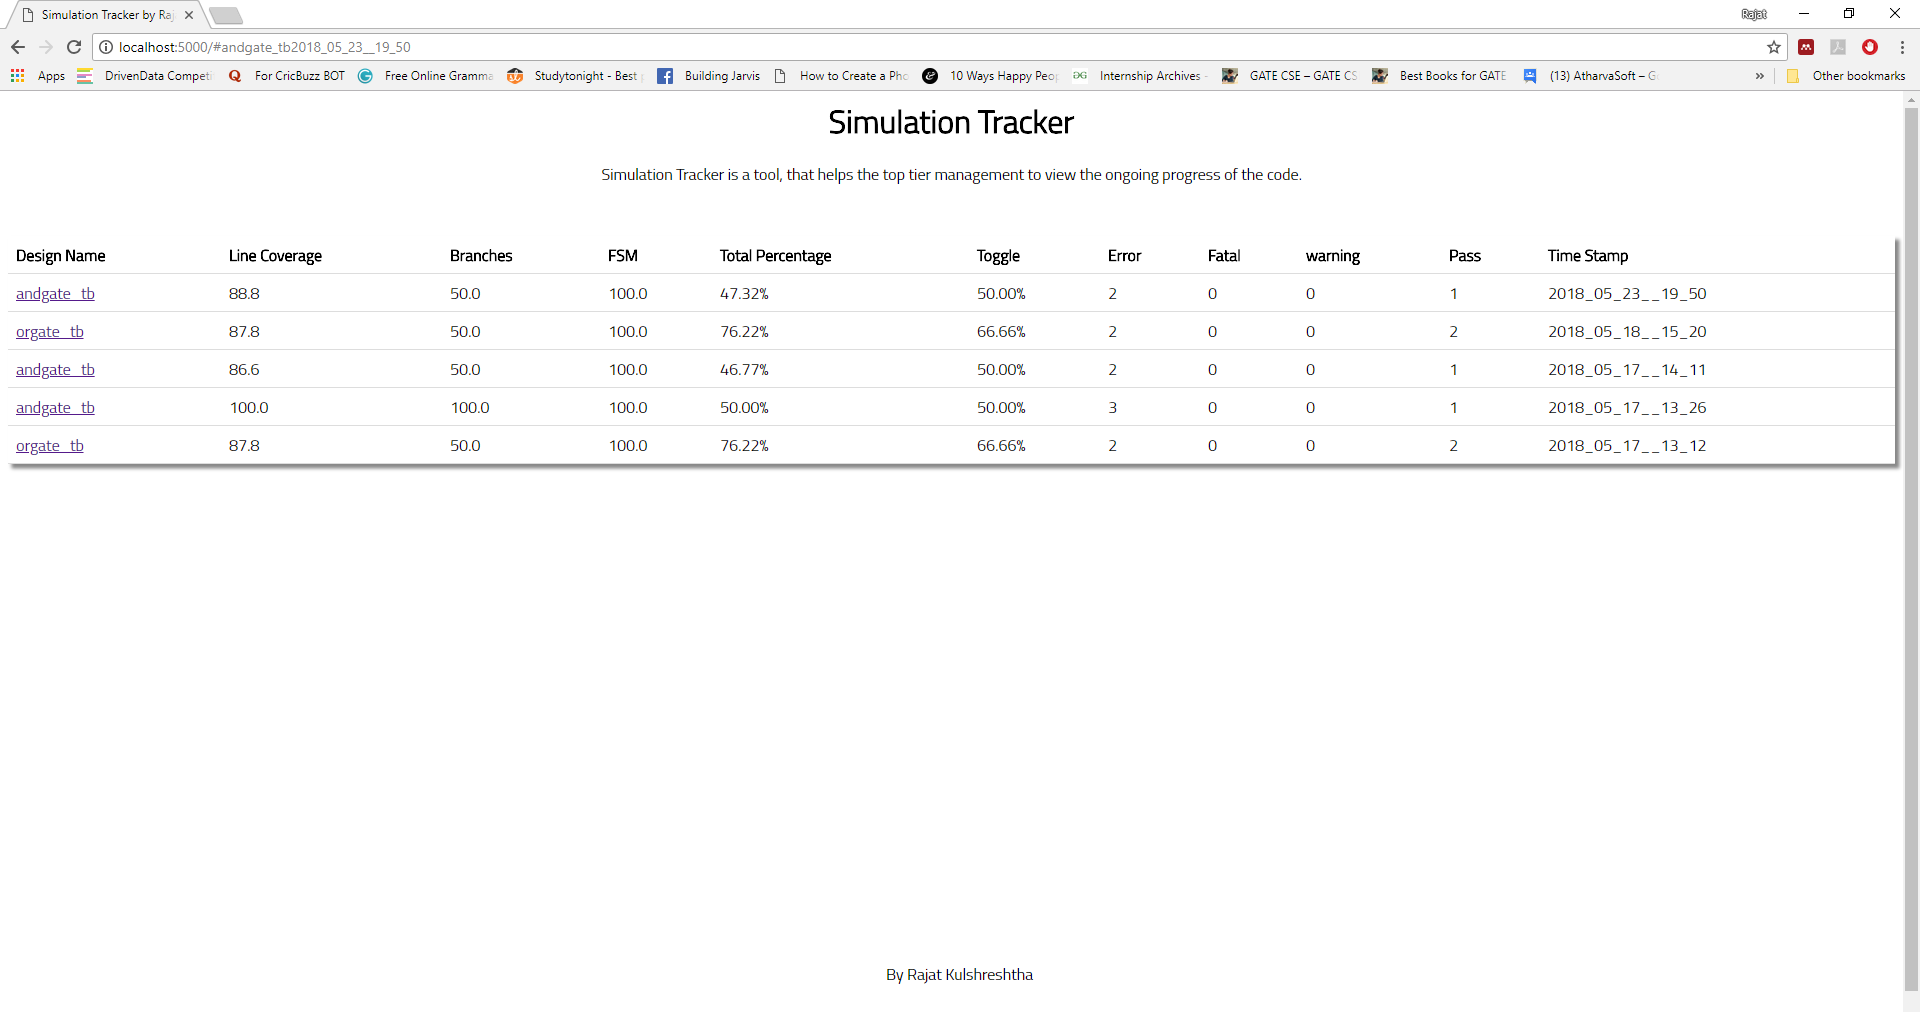 Simulation Tracker by Raj
Rajat
localhost:5000/#andgate_tb2018_05_23__19_50
Apps DrivenData Competi For CricBuzz BOT Free Online Gramma Studytonight - Best Building Jarvis How to Create a Pho 10 Ways Happy Peop Internship Archives - GATE CSE – GATE CS Best Books for GATE (13) AtharvaSoft – G » Other bookmarks
Simulation Tracker
Simulation Tracker is a tool, that helps the top tier management to view the ongoing progress of the code.
Design Name Line Coverage Branches FSM Total Percentage Toggle Error Fatal warning Pass Time Stamp
andgate_tb 88.8 50.0 100.0 47.32% 50.00% 2 0 0 1 2018_05_23__19_50
orgate_tb 87.8 50.0 100.0 76.22% 66.66% 2 0 0 2 2018_05_18__15_20
andgate_tb 86.6 50.0 100.0 46.77% 50.00% 2 0 0 1 2018_05_17__14_11
andgate_tb 100.0 100.0 100.0 50.00% 50.00% 3 0 0 1 2018_05_17__13_26
orgate_tb 87.8 50.0 100.0 76.22% 66.66% 2 0 0 2 2018_05_17__13_12
By Rajat Kulshreshtha